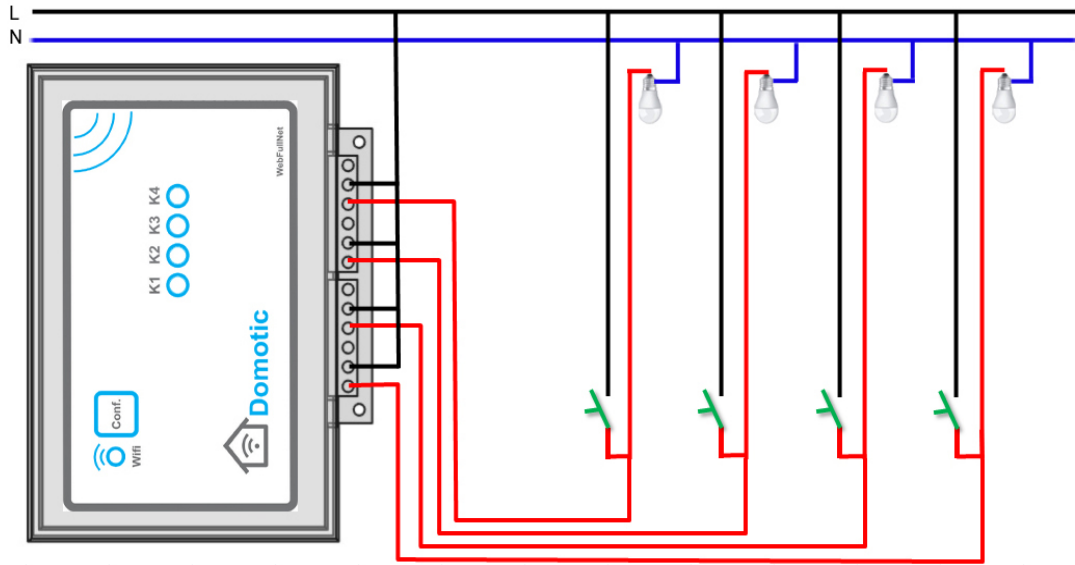 L
N
WebFullNet
K1 K2 K3 K4
Conf.
Wifi
Domotic